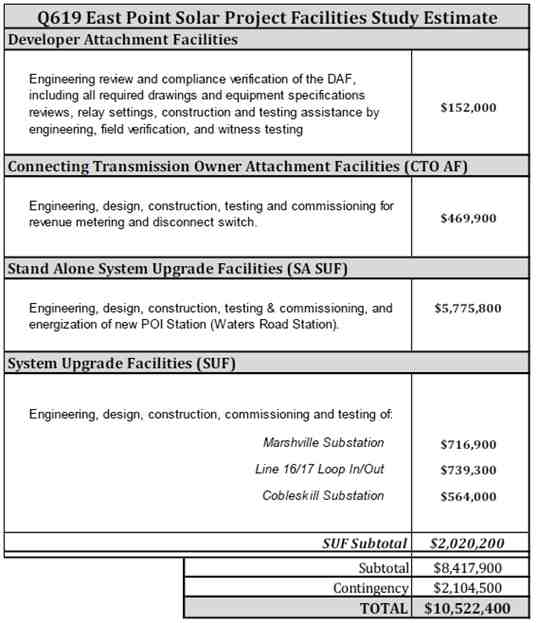 Q619 East Point Solar Project Facilities Study Estimate
Developer Attachment Facilities
Engineering review and compliance verification of the DAF,
including all required drawings and equipment specifications
reviews, relay settings, construction and testing assistance by
engineering, field verification, and witness testing
$152,000
Connecting Transmission Owner Attachment Facilities (CTO AF)
Engineering, design, construction, testing and commissioning for
revenue metering and disconnect switch.
$469,900
Stand Alone System Upgrade Facilities (SA SUF)
Engineering, design, construction, testing & commissioning, and
energization of new POI Station (Waters Road Station).
$5,775,800
System Upgrade Facilities (SUF)
Engineering, design, construction, commissioning and testing of:
Marshville Substation $716,900
Line 16/17 Loop In/Out $739,300
Cobleskill Substation $564,000
SUF Subtotal $2,020,200
Subtotal $8,417,900
Contingency $2,104,500
TOTAL $10,522,400